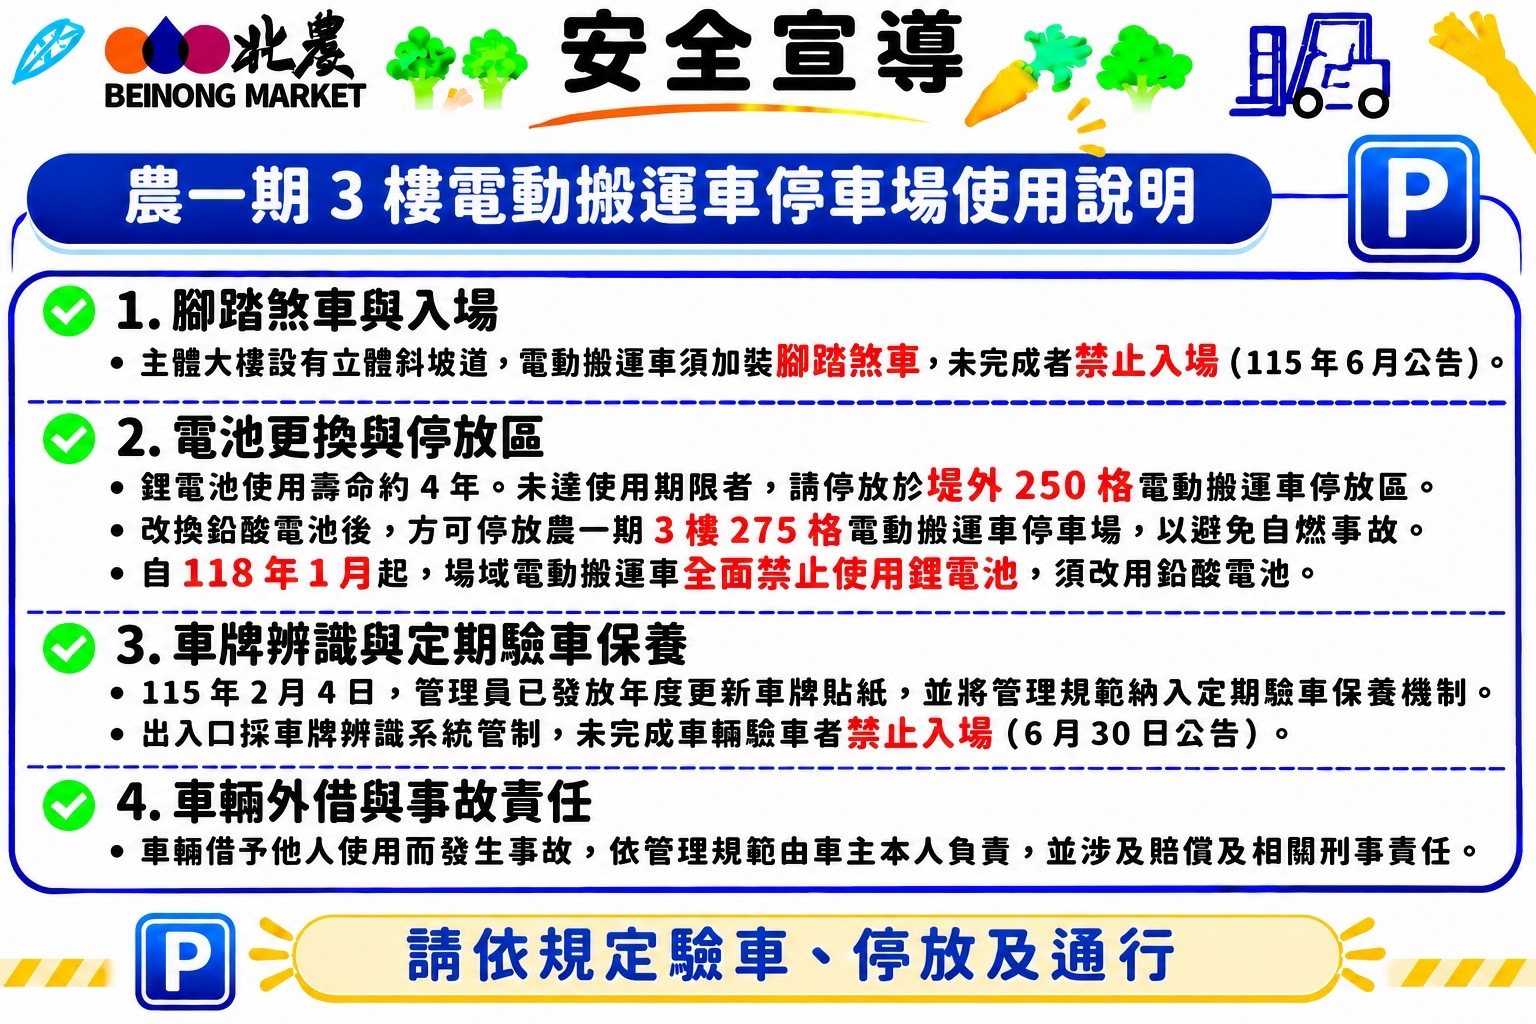 北農
BEINONG MARKET
安全宣導
農一期 3 樓電動搬運車停車場使用說明
P
1. 腳踏煞車與入場
• 主體大樓設有立體斜坡道，電動搬運車須加裝腳踏煞車，未完成者禁止入場 (115 年 6 月公告)。
2. 電池更換與停放區
• 鋰電池使用壽命約 4 年。未達使用期限者，請停放於堤外 250 格電動搬運車停放區。
• 改換鉛酸電池後，方可停放農一期 3 樓 275 格電動搬運車停車場，以避免自燃事故。
• 自 118 年 1 月起，場域電動搬運車全面禁止使用鋰電池，須改用鉛酸電池。
3. 車牌辨識與定期驗車保養
• 115 年 2 月 4 日，管理員已發放年度更新車牌貼紙，並將管理規範納入定期驗車保養機制。
• 出入口採車牌辨識系統管制，未完成車輛驗車者禁止入場 (6 月 30 日公告) 。
4. 車輛外借與事故責任
• 車輛借予他人使用而發生事故，依管理規範由車主本人負責，並涉及賠償及相關刑事責任。
P
請依規定驗車、停放及通行